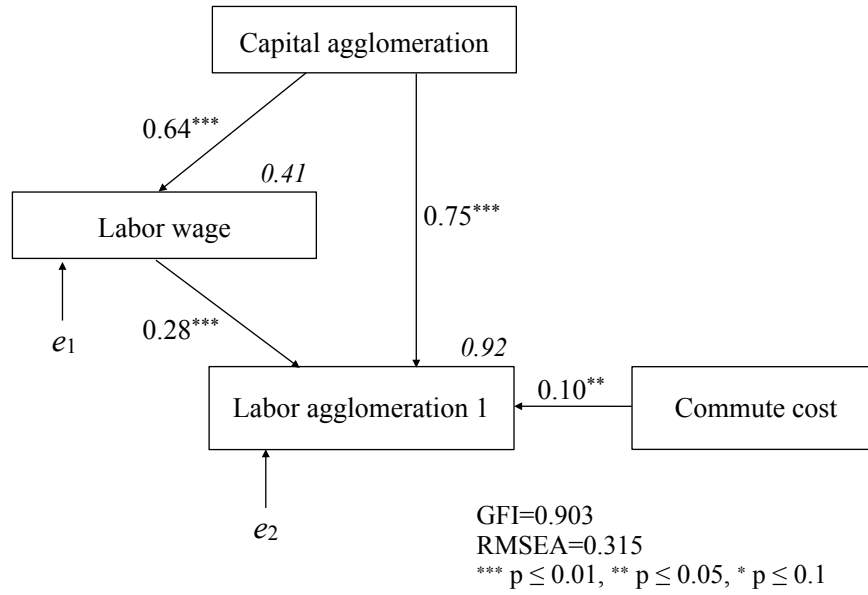 Capital agglomeration
0.64***
0.41
0.75***
Labor wage
e1
0.28***
0.92
Labor agglomeration 1
0.10**
Commute cost
e2
GFI=0.903
RMSEA=0.315
*** p ≤ 0.01, ** p ≤ 0.05, * p ≤ 0.1